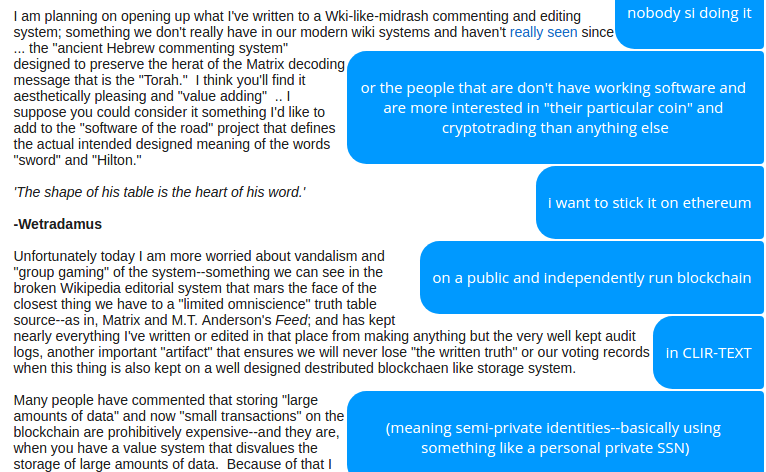 I am planning on opening up what I've written to a Wki-like-midrash commenting and editing
system; something we don't really have in our modern wiki systems and haven't really seen since
... the "ancient Hebrew commenting system"
designed to preserve the herat of the Matrix decoding
message that is the "Torah."  I think you'll find it
aesthetically pleasing and "value adding"  .. I
suppose you could consider it something I'd like to
add to the "software of the road" project that defines
the actual intended designed meaning of the words
"sword" and "Hilton."
'The shape of his table is the heart of his word.'
-Wetradamus
Unfortunately today I am more worried about vandalism and
"group gaming" of the system--something we can see in the
broken Wikipedia editorial system that mars the face of the
closest thing we have to a "limited omniscience" truth table
source--as in, Matrix and M.T. Anderson's Feed; and has kept
nearly everything I've written or edited in that place from making anything but the very well kept audit
logs, another important "artifact" that ensures we will never lose "the written truth" or our voting records
when this thing is also kept on a well designed destributed blockchaen like storage system.
Many people have commented that storing "large
amounts of data" and now "small transactions" on the
blockchain are prohibitively expensive--and they are,
when you have a value system that disvalues the
storage of large amounts of data.  Because of that I
nobody si doing it
or the people that are don't have working software and
are more interested in "their particular coin" and
cryptotrading than anything else
i want to stick it on ethereum
on a public and independently run blockchain
in CLIR-TEXT
(meaning semi-private identities--basically using
something like a personal private SSN)